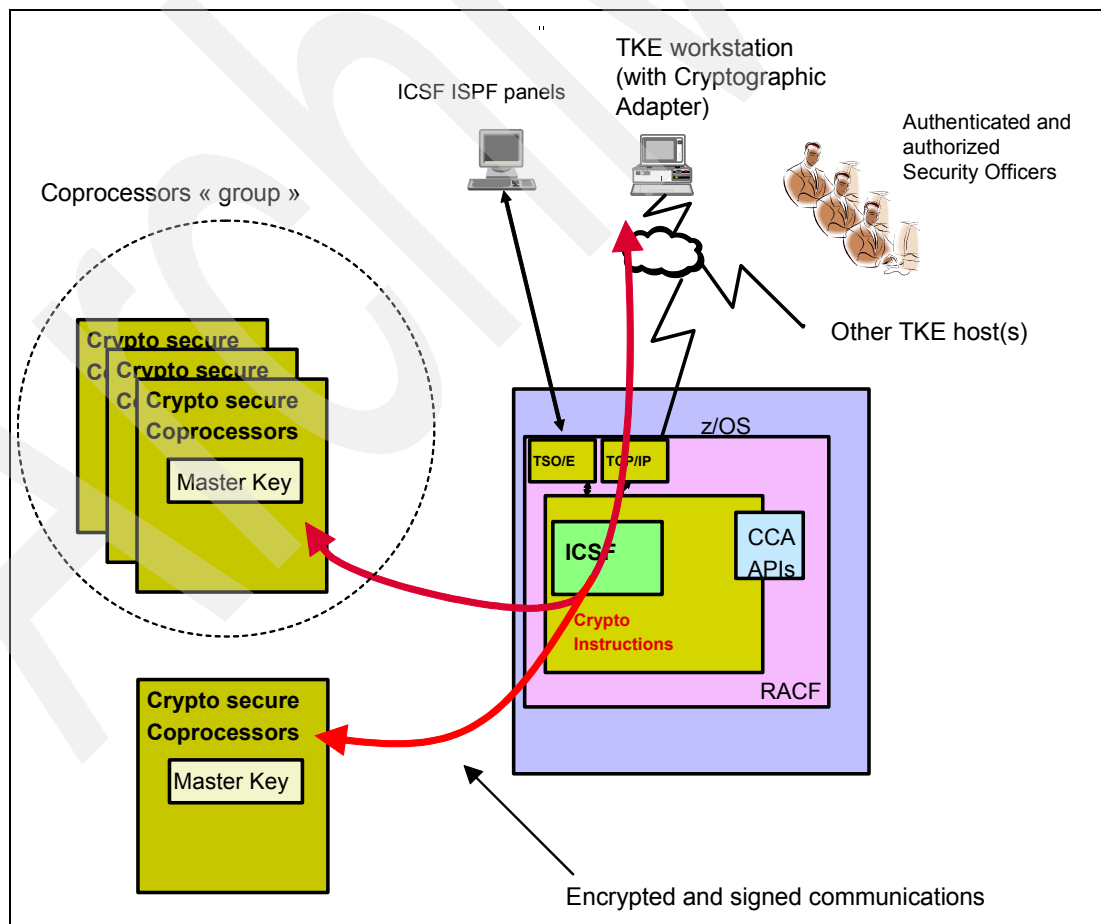 TKE workstation
(with Cryptographic
Adapter)
ICSF ISPF panels
Authenticated and
authorized
Security Officers
Coprocessors « group »
Other TKE host(s)
Crypto secure
Crypto secure
Crypto secure
Coprocessors
Master Key
z/OS
TSO/E
TCP/IP
ICSF
CCA
APIs
Crypto
Instructions
RACF
Crypto secure
Coprocessors
Master Key
Encrypted and signed communications